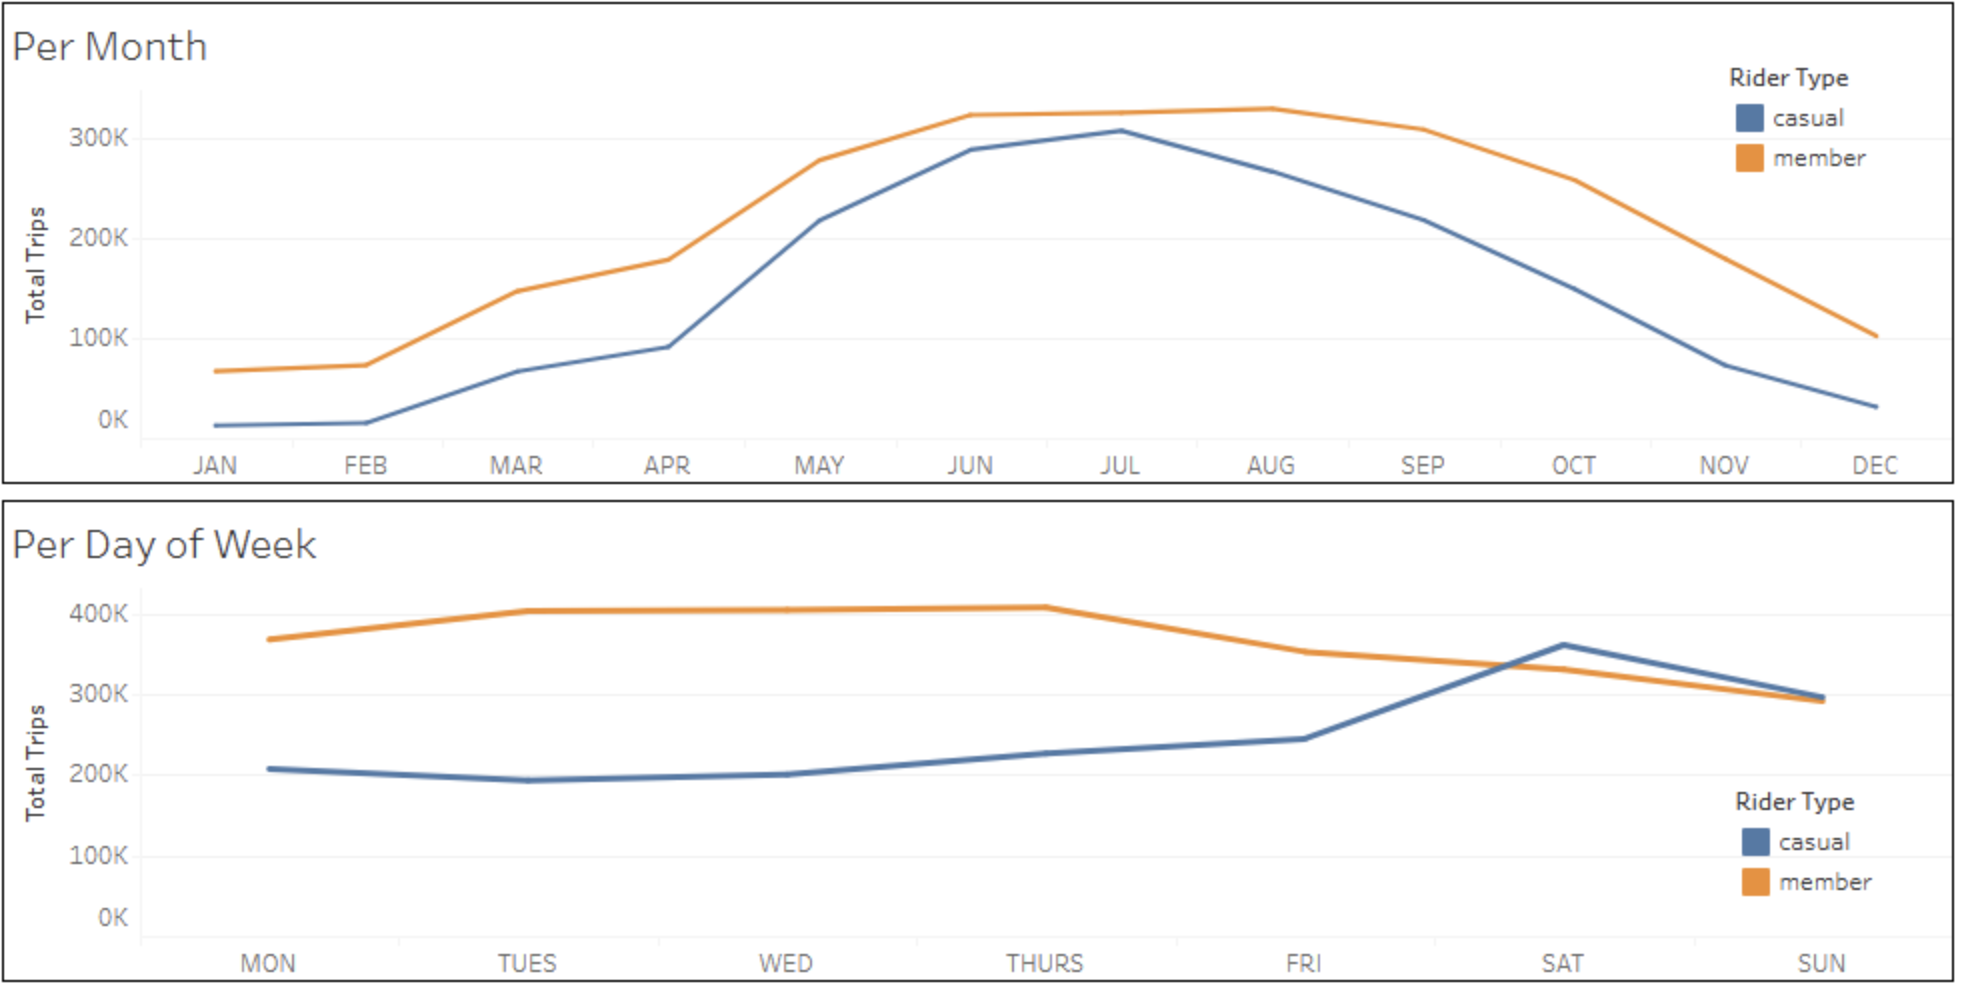 Per Month
Rider Type
casual
member
Total Trips
300K
200K
100K
0K
JAN FEB MAR APR MAY JUN JUL AUG SEP OCT NOV DEC
Per Day of Week
Total Trips
400K
300K
200K
100K
0K
Rider Type
casual
member
MON TUES WED THURS FRI SAT SUN